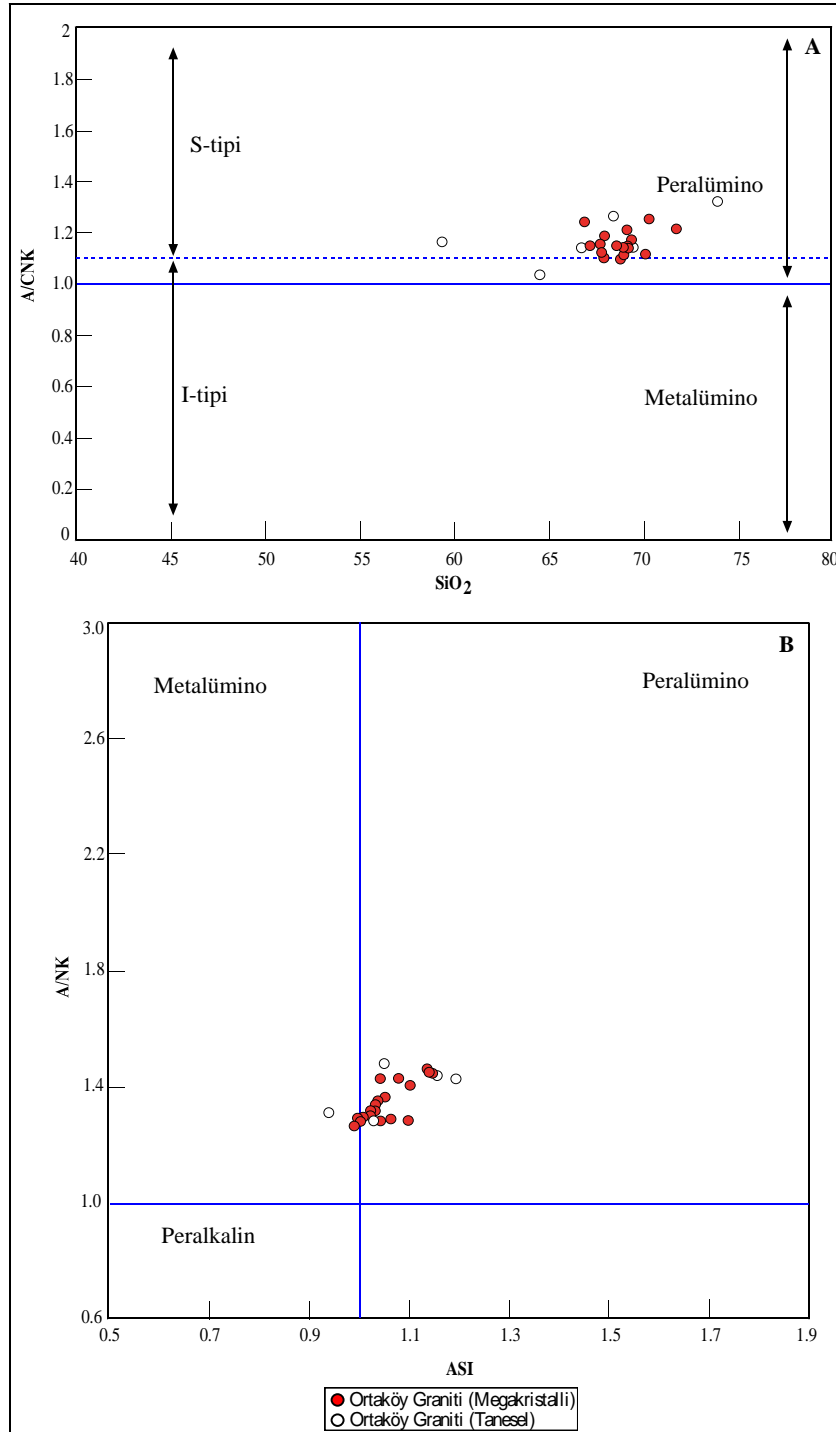 A
2
1.8
S-tipi
1.6
1.4
Peralümino
1.2
A/CNK
1.0
0.8
I-tipi
Metalümino
0.6
0.4
0.2
0
40 45 50 55 60 65 70 75 80
SiO2
3.0
B
Metalümino
Peralümino
2.6
2.2
A/NK
1.8
1.4
1.0
Peralkalin
0.6
0.5 0.7 0.9 1.1 1.3 1.5 1.7 1.9
ASI
Ortaköy Graniti (Megakristalli)
Ortaköy Graniti (Tanesel)